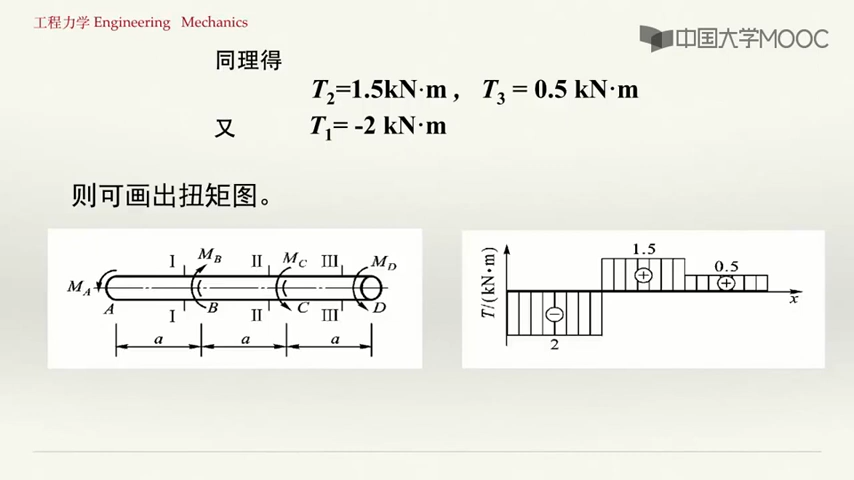 工程力学 Engineering Mechanics
中国大学MOOC
同理得
T2=1.5kN·m , T3 = 0.5 kN·m
又 T1= -2 kN·m
则可画出扭矩图。
I MB II MC III MD
MA
A B C D
I II III
a a a
T/(kN·m)
1.5
0.5
+ +
x
−
2